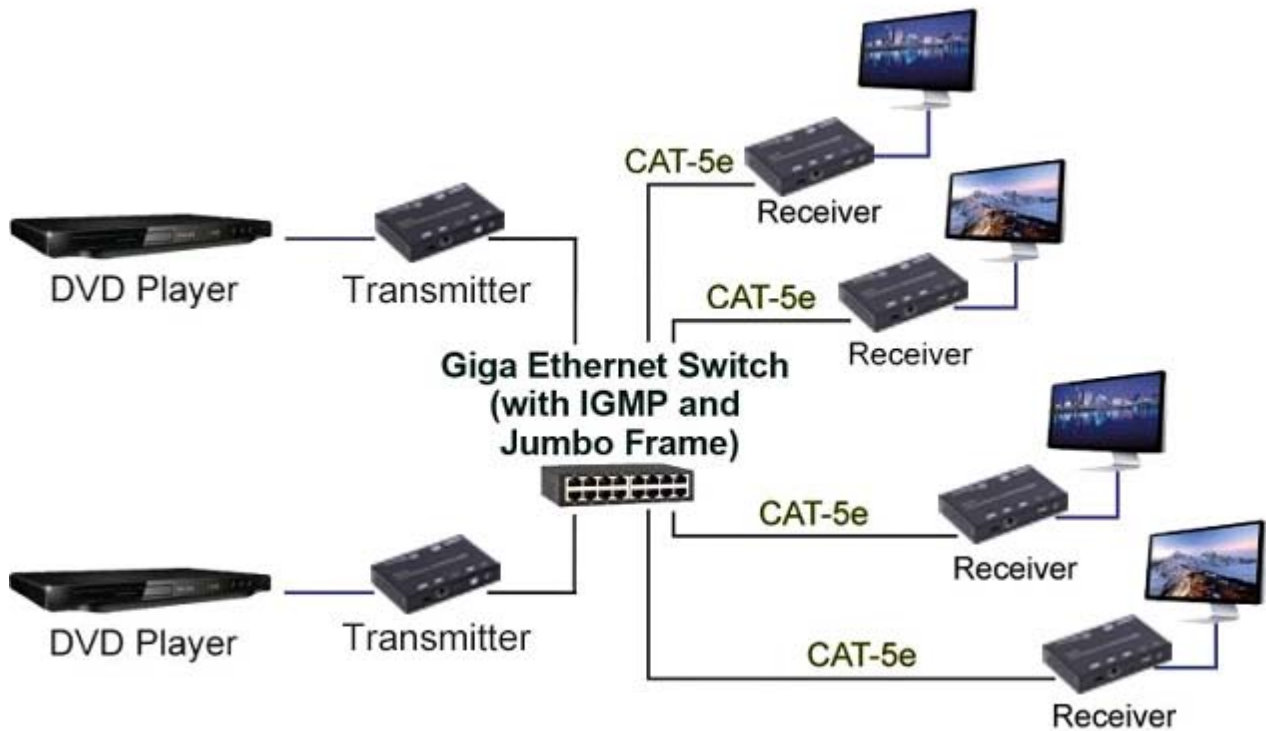 CAT-5e
Receiver
DVD Player
Transmitter
CAT-5e
Receiver
Giga Ethernet Switch
(with IGMP and
Jumbo Frame)
CAT-5e
Receiver
DVD Player
Transmitter
CAT-5e
Receiver